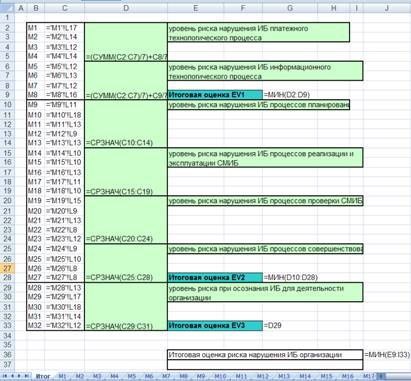 A B C D E F G H I J
1
2 M1 ='M1'!L17 уровень риска нарушения ИБ платежного
3 M2 ='M2'!L14 технологического процесса
4 M3 ='M3'!L12
5 M4 ='M4'!L14 =(СУММ(C2:C7)/7)+C8/7
6 M5 ='M5'!L12 уровень риска нарушения ИБ информационного
7 M6 ='M6'!L13 технологического процесса
8 M7 ='M7'!L12
9 M8 ='M8'!L16 =(СУММ(C2:C7)/7)+C9/7 Итоговая оценка EV1 =МИН(D2:D9)
10 M9 ='M9'!L11 уровень риска нарушения ИБ процессов планирован
11 M10 ='M10'!L18
12 M11 ='M11'!L13
13 M12 ='M12'!L9
14 M13 ='M13'!L12 =СРЗНАЧ(C10:C14)
15 M14 ='M14'!L10 уровень риска нарушения ИБ процессов реализации и
16 M15 ='M15'!L10 эксплуатации СМИБ
17 M16 ='M16'!L13
18 M17 ='M17'!L14
19 M18 ='M18'!L10 =СРЗНАЧ(C15:C19)
20 M19 ='M19'!L15 уровень риска нарушения ИБ процессов проверки СМИБ
21 M20 ='M20'!L9
22 M21 ='M21'!L10
23 M22 ='M22'!L9
24 M23 ='M23'!L12 =СРЗНАЧ(C20:C24)
25 M24 ='M24'!L9 уровень риска нарушения ИБ процессов совершенствова
26 M25 ='M25'!L10
27 M26 ='M26'!L8
28 M27 ='M27'!L8 =СРЗНАЧ(C25:C28) Итоговая оценка EV2 =МИН(D10:D28)
29 M28 ='M28'!L13 уровень риска при осознания ИБ для деятельности
30 M29 ='M29'!L17 организации
31 M30 ='M30'!L18
32 M31 ='M31'!L14
33 M32 ='M32'!L12 =СРЗНАЧ(C29:C31) Итоговая оценка EV3 =D29
34
35
36 Итоговая оценка риска нарушения ИБ организации =МИН(E9:I33)
37
Итог M1 M2 M3 M4 M5 M6 M7 M8 M9 M10 M11 M12 M13 M14 M15 M16 M17